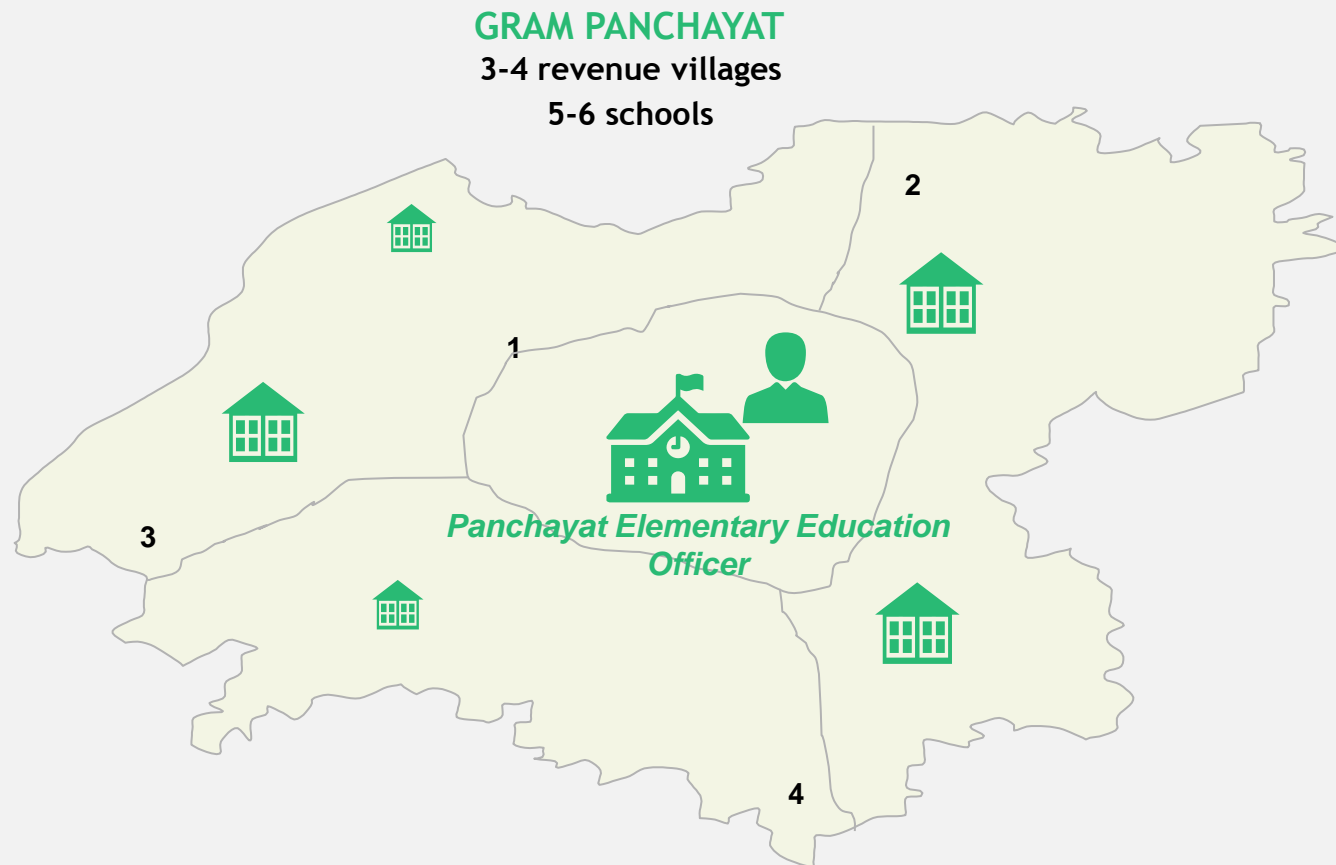 GRAM PANCHAYAT
3-4 revenue villages
5-6 schools
2
1
Panchayat Elementary Education
Officer
3
4